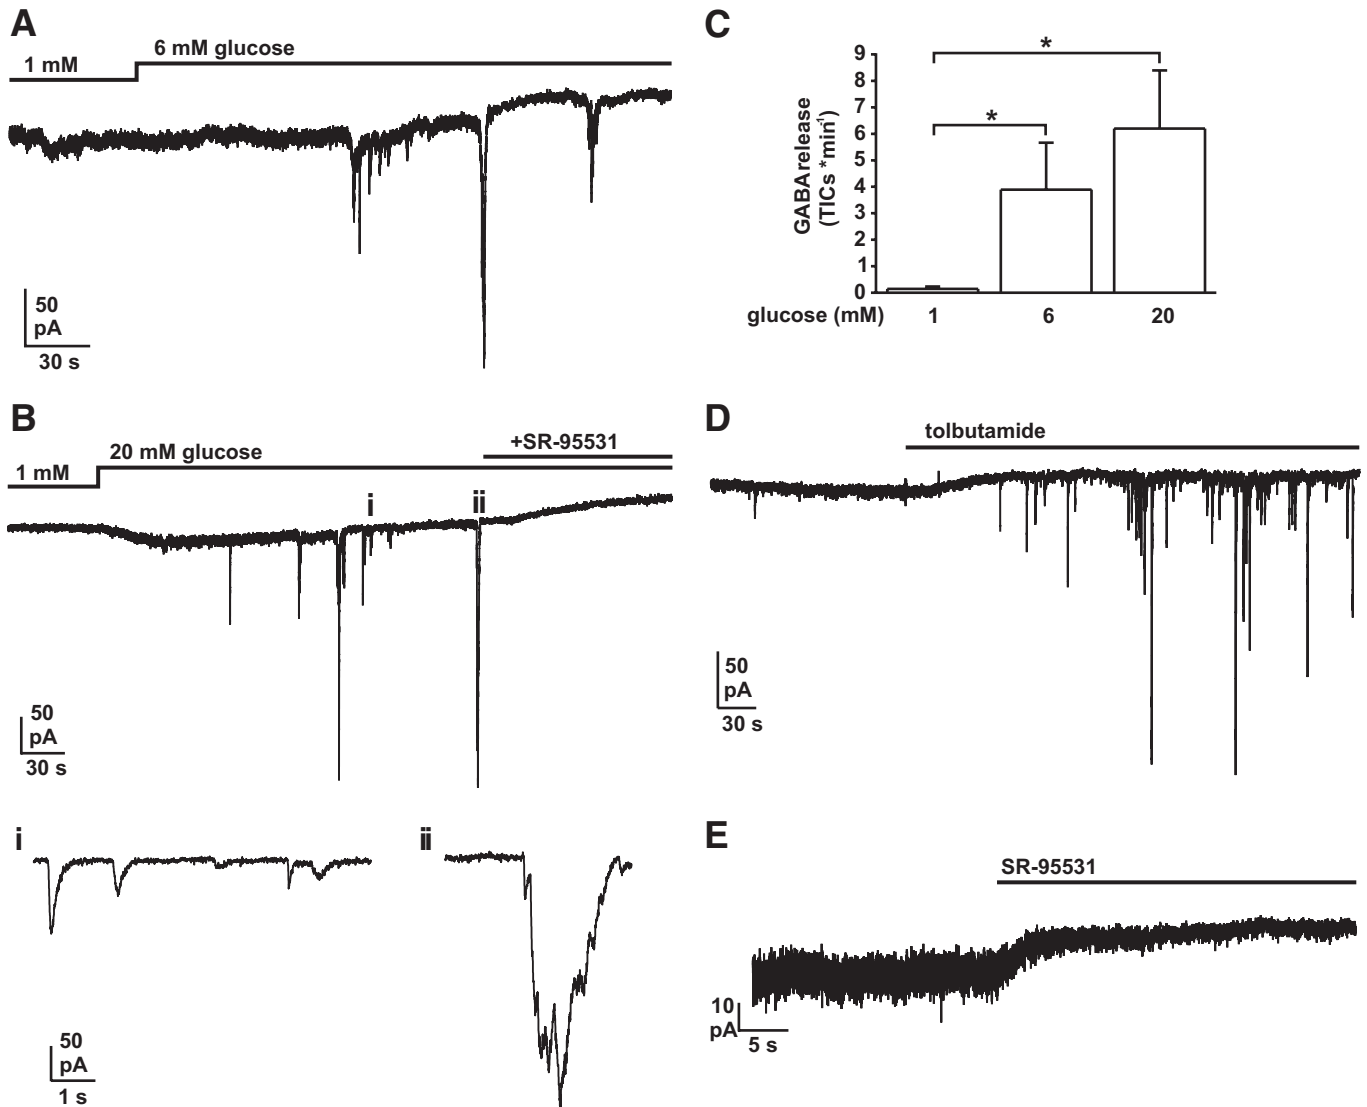 A
1 mM
6 mM glucose
50
pA
30 s
B
1 mM
20 mM glucose
+SR-95531
i
ii
50
pA
30 s
i
ii
50
pA
1 s
C
*
*
GABArelease
(TICs *min-1)
9
8
7
6
5
4
3
2
1
0
glucose (mM) 1 6 20
D
tolbutamide
50
pA
30 s
E
SR-95531
10
pA
5 s